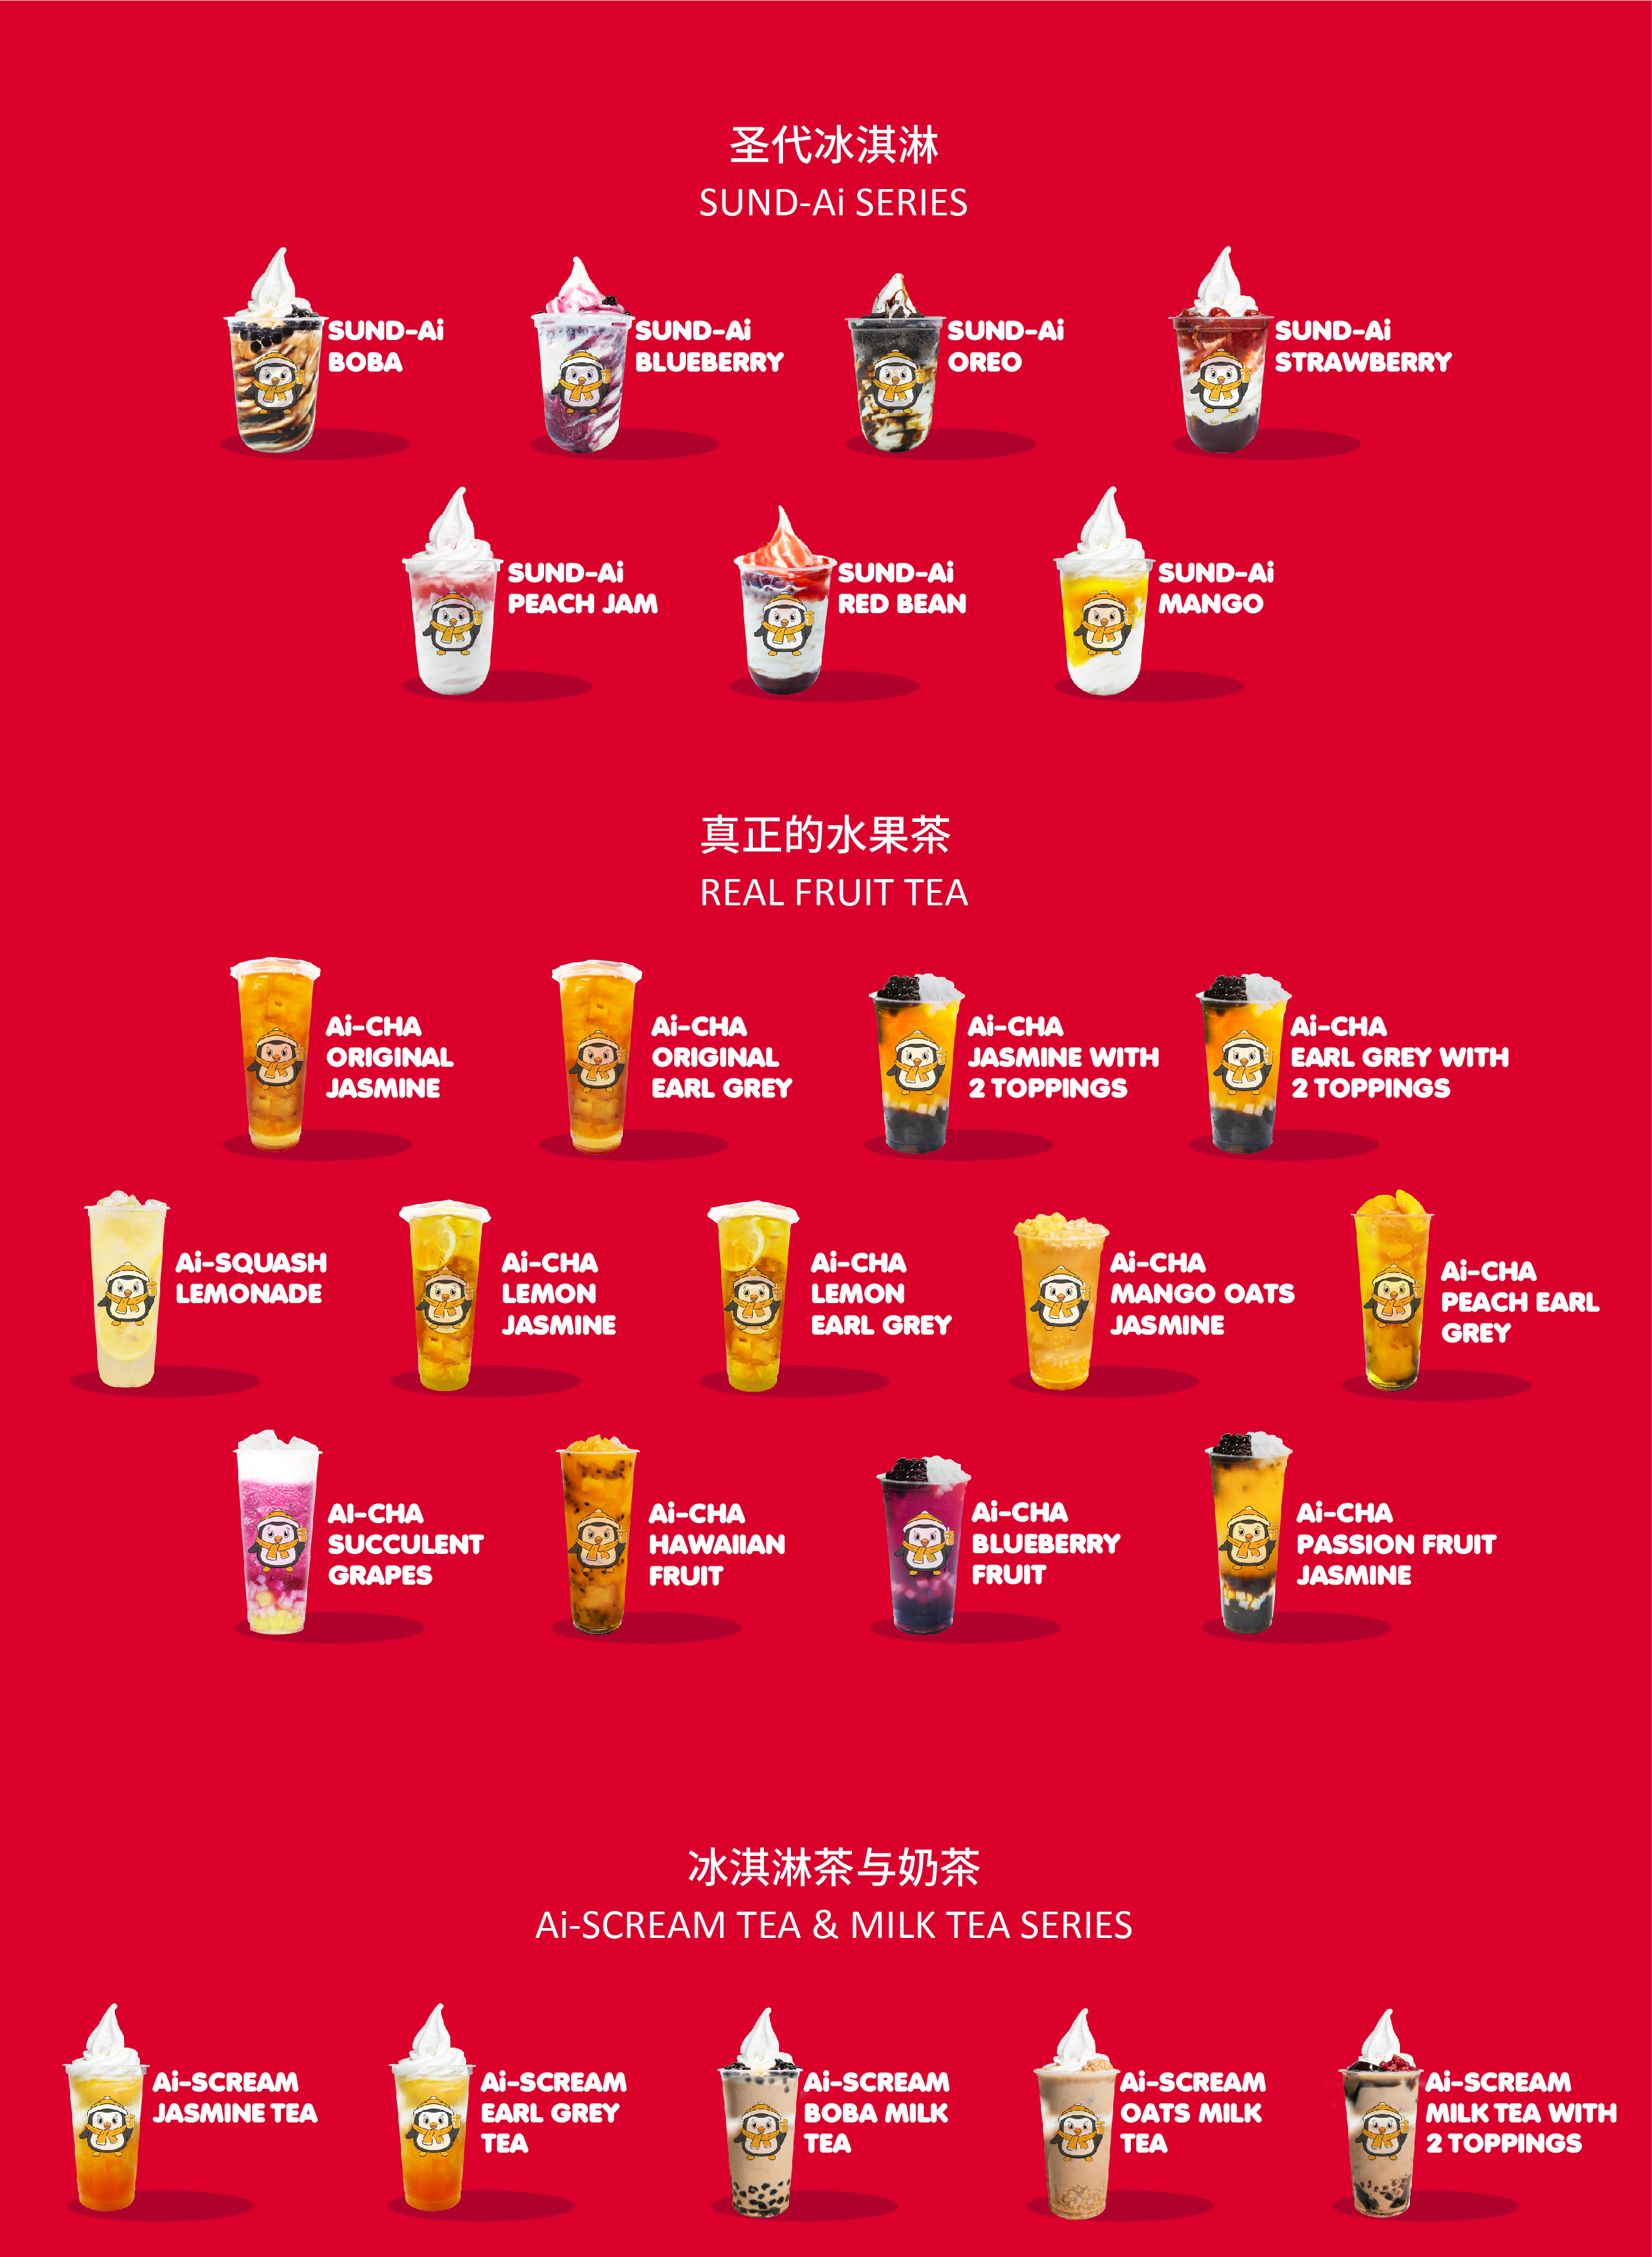 圣代冰淇淋
SUND-Ai SERIES
SUND-Ai
BOBA
SUND-Ai
BLUEBERRY
SUND-Ai
OREO
SUND-Ai
STRAWBERRY
SUND-Ai
PEACH JAM
SUND-Ai
RED BEAN
SUND-Ai
MANGO
真正的水果茶
REAL FRUIT TEA
Ai-CHA
ORIGINAL
JASMINE
Ai-CHA
ORIGINAL
EARL GREY
Ai-CHA
JASMINE WITH
2 TOPPINGS
Ai-CHA
EARL GREY WITH
2 TOPPINGS
Ai-SQUASH
LEMONADE
Ai-CHA
LEMON
JASMINE
Ai-CHA
LEMON
EARL GREY
Ai-CHA
MANGO OATS
JASMINE
Ai-CHA
PEACH EARL
GREY
AI-CHA
SUCCULENT
GRAPES
Ai-CHA
HAWAIIAN
FRUIT
Ai-CHA
BLUEBERRY
FRUIT
Ai-CHA
PASSION FRUIT
JASMINE
冰淇淋茶与奶茶
Ai-SCREAM TEA & MILK TEA SERIES
Ai-SCREAM
JASMINE TEA
Ai-SCREAM
EARL GREY
TEA
Ai-SCREAM
BOBA MILK
TEA
Ai-SCREAM
OATS MILK
TEA
Ai-SCREAM
MILK TEA WITH
2 TOPPINGS